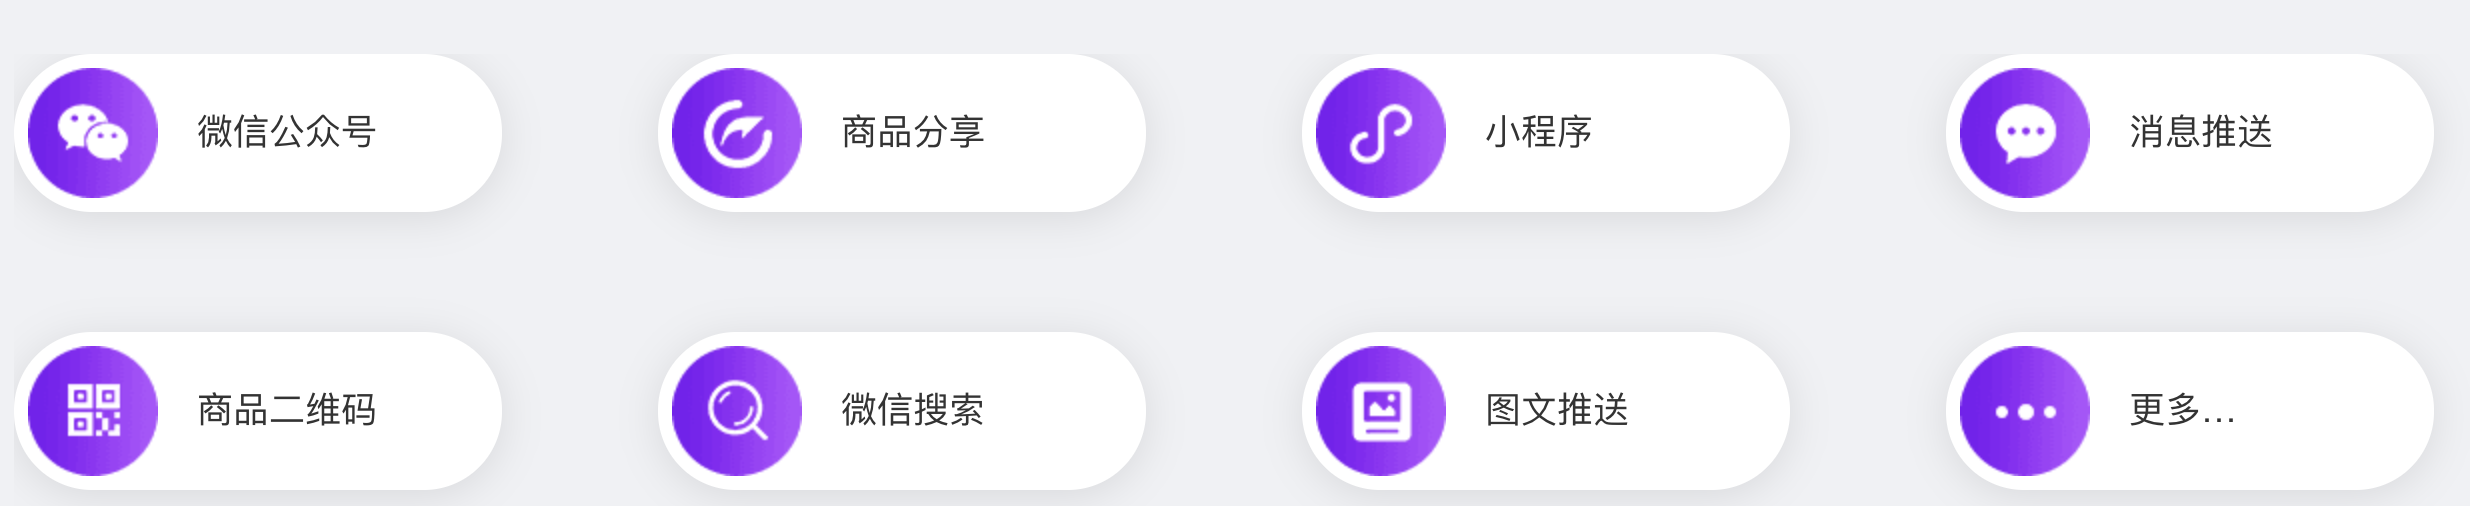 微信公众号
商品分享
小程序
消息推送
商品二维码
微信搜索
图文推送
更多...